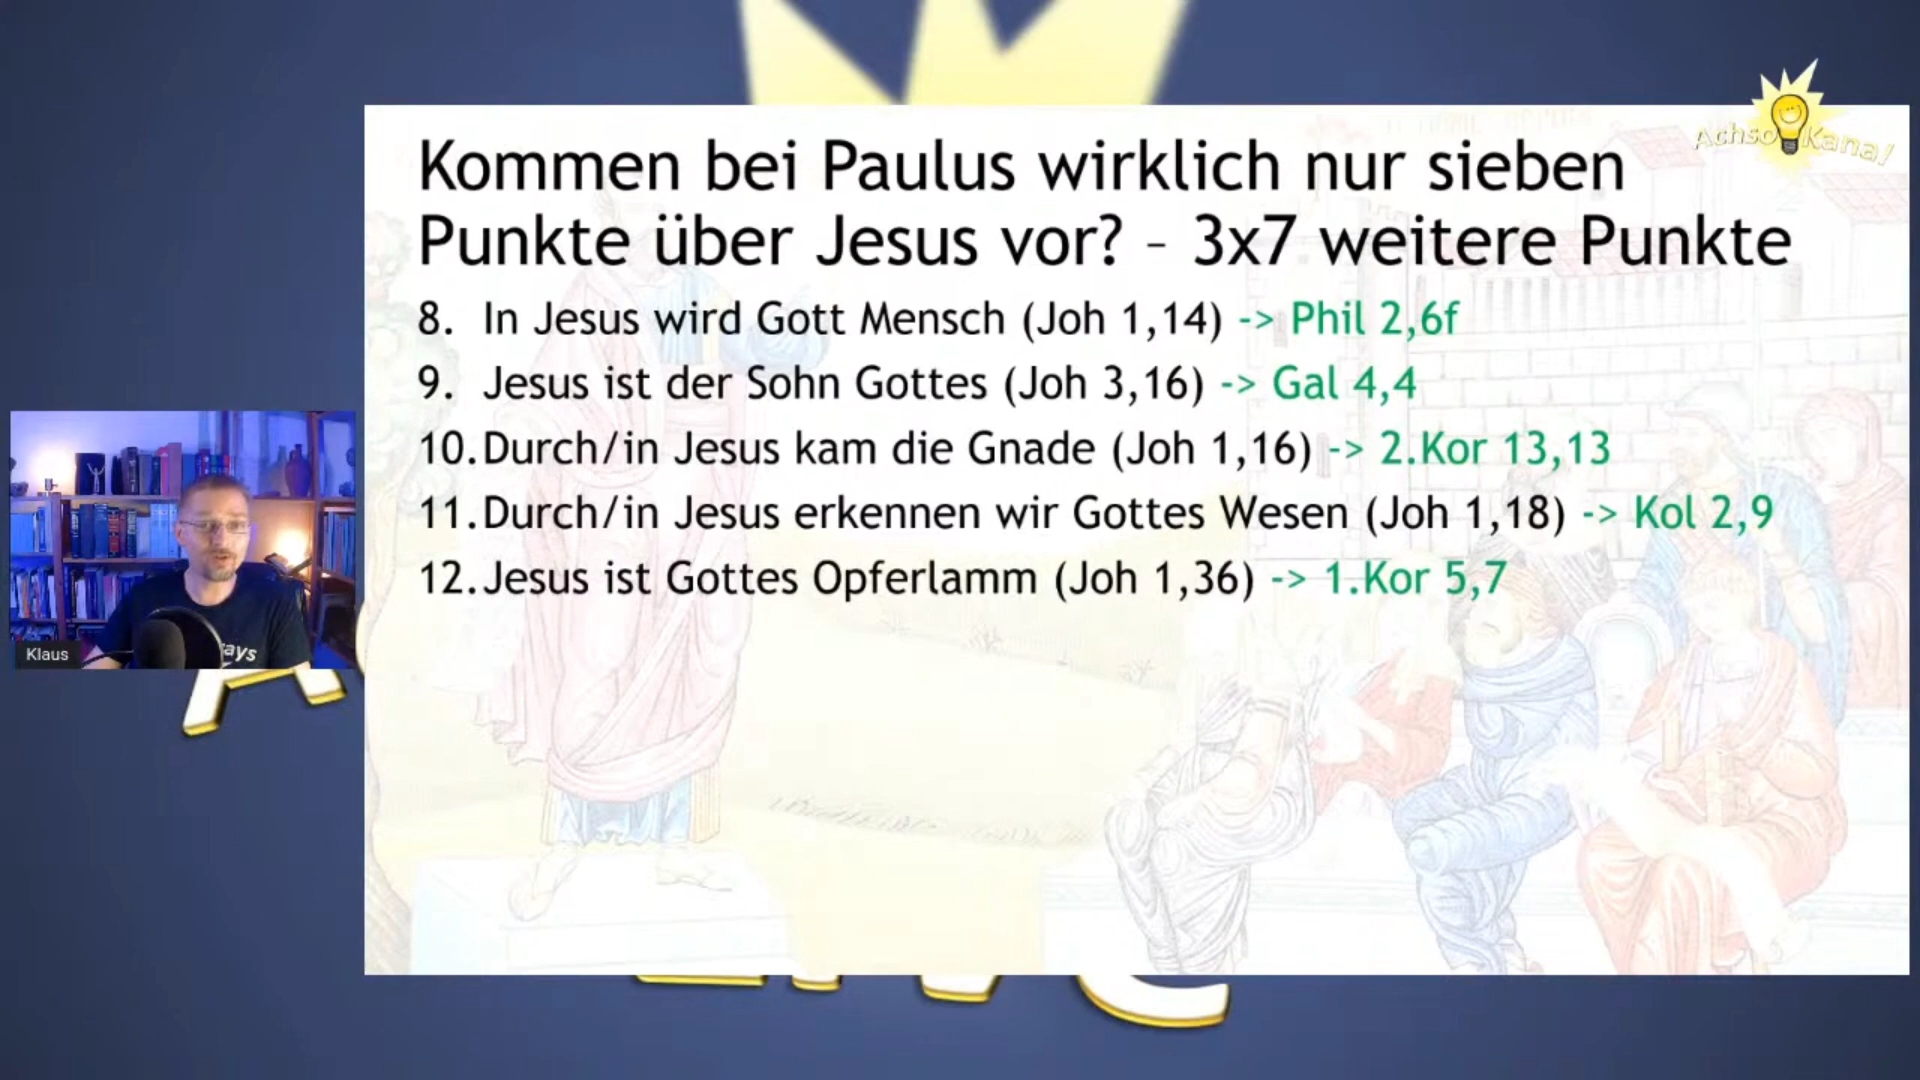 Achso Kanal
Kommen bei Paulus wirklich nur sieben
Punkte über Jesus vor? – 3x7 weitere Punkte
8. In Jesus wird Gott Mensch (Joh 1,14) -> Phil 2,6f
9. Jesus ist der Sohn Gottes (Joh 3,16) -> Gal 4,4
10. Durch/in Jesus kam die Gnade (Joh 1,16) -> 2.Kor 13,13
11. Durch/in Jesus erkennen wir Gottes Wesen (Joh 1,18) -> Kol 2,9
12. Jesus ist Gottes Opferlamm (Joh 1,36) -> 1.Kor 5,7
Klaus